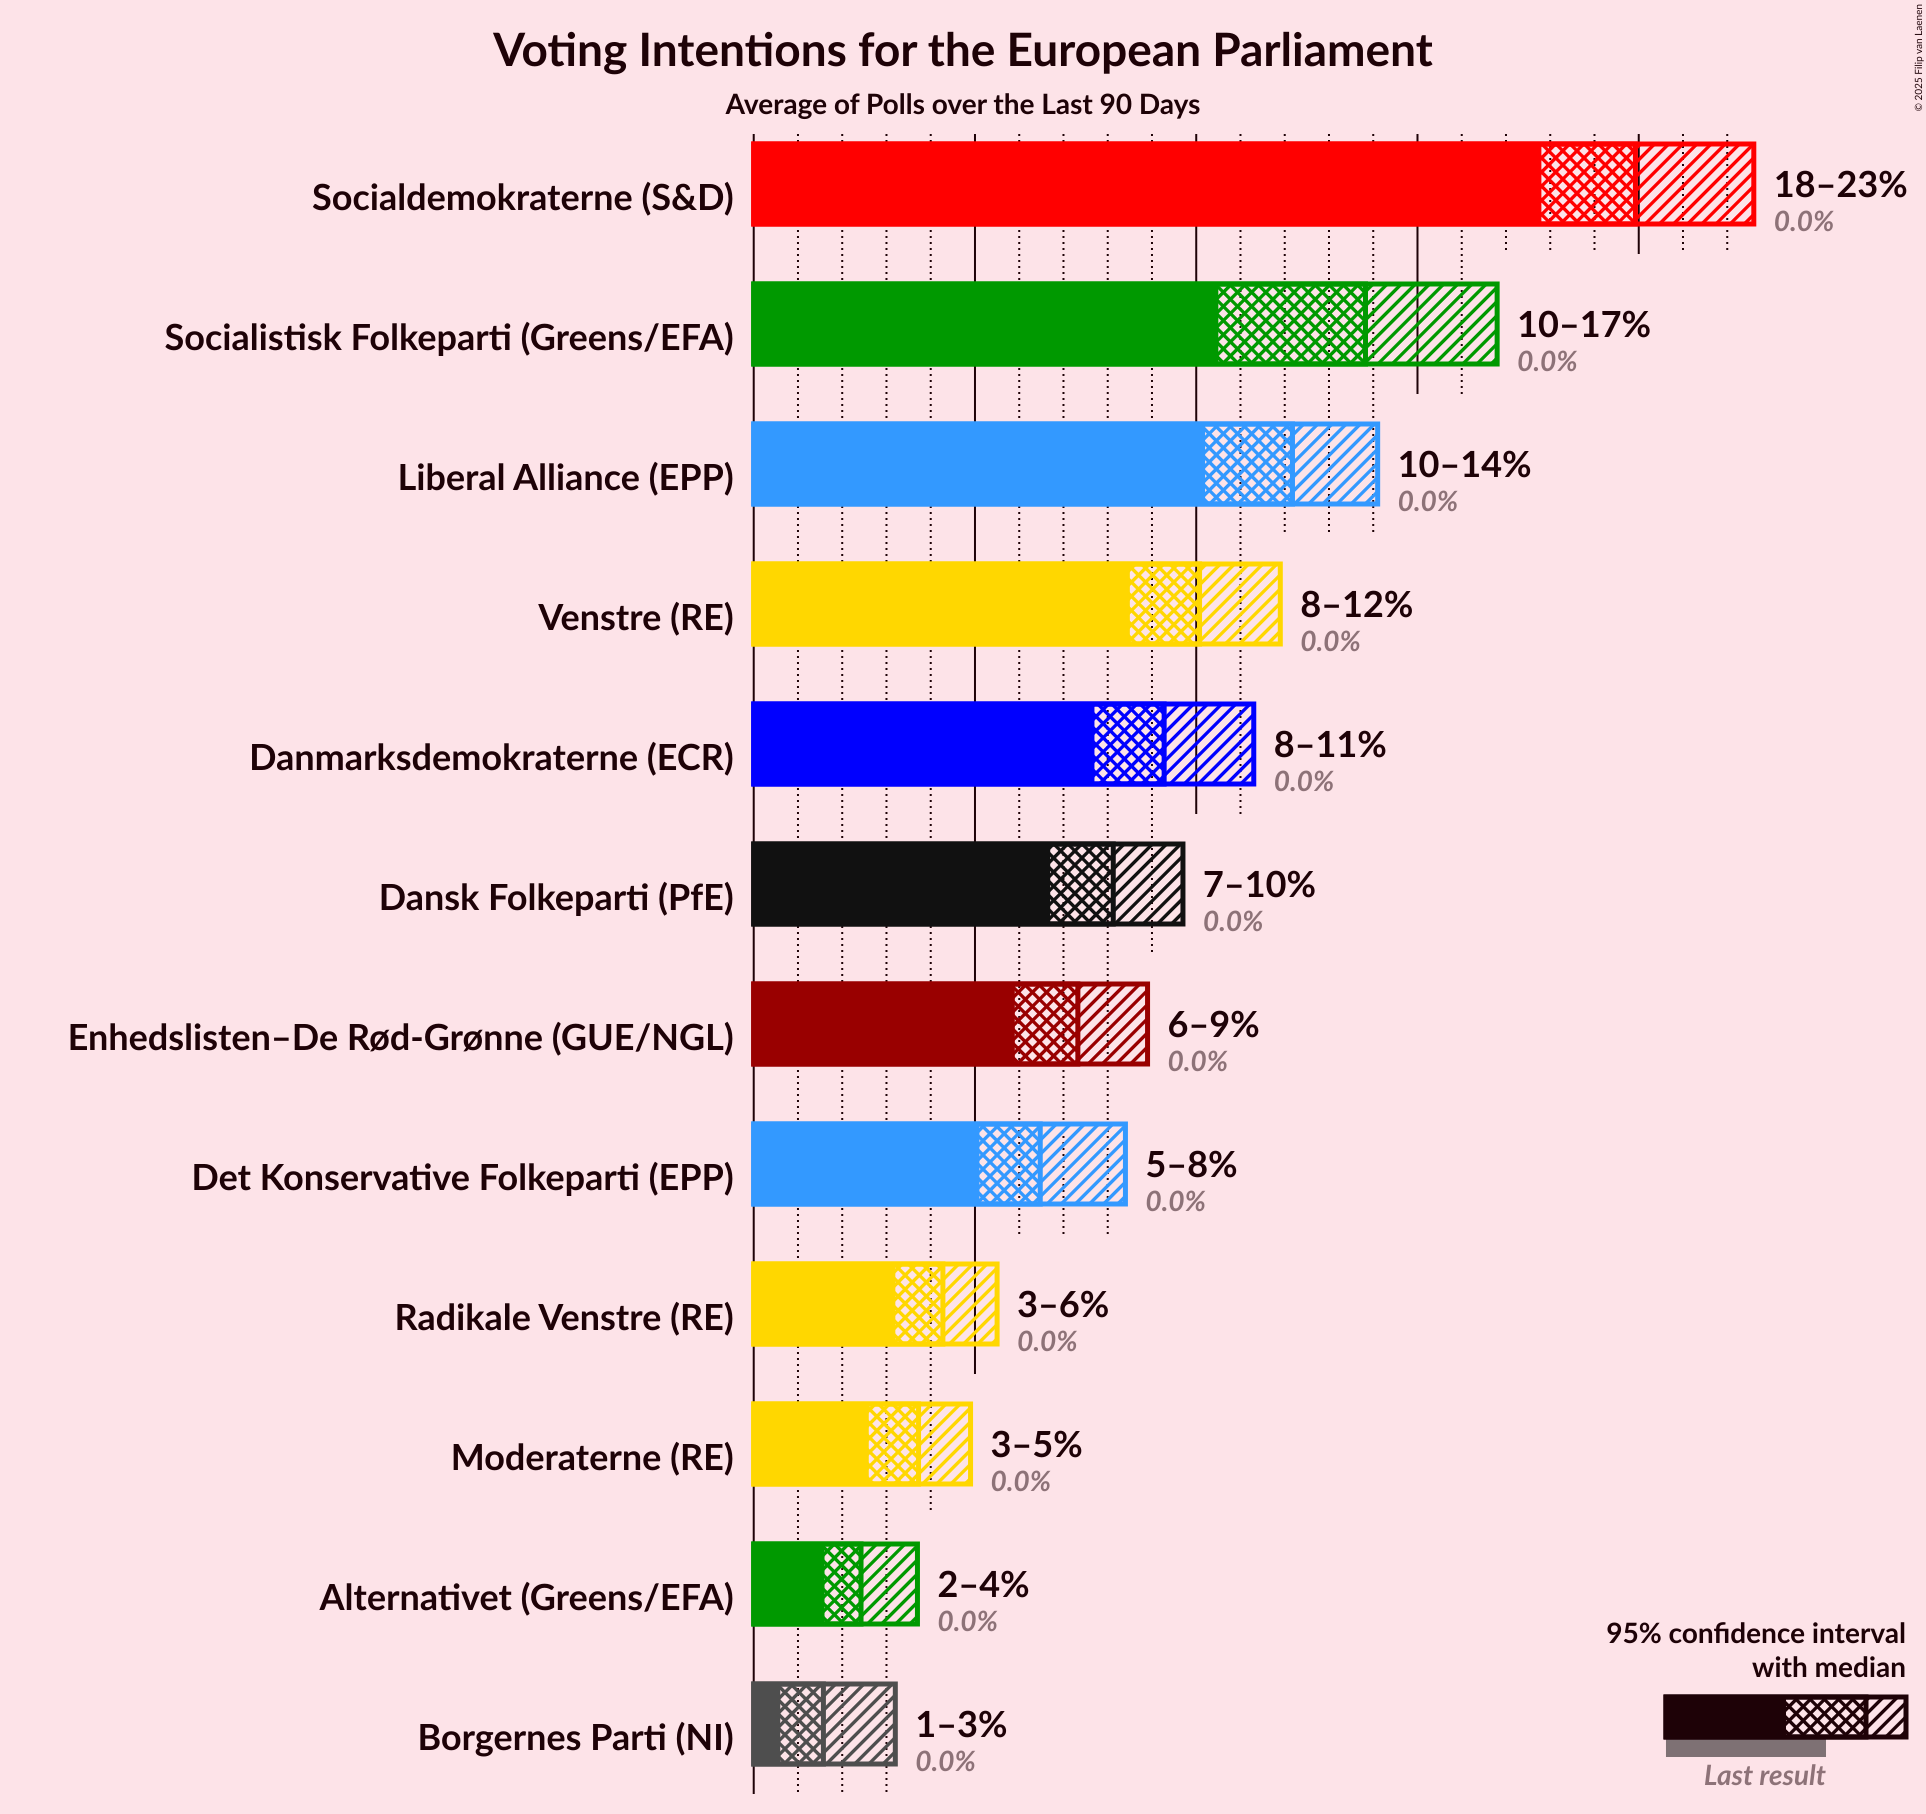 Voting Intentions for the European Parliament
Average of Polls over the Last 90 Days
© 2025 Filip van Laenen
Socialdemokraterne (S&D)
18–23%
0.0%
Socialistisk Folkeparti (Greens/EFA)
10–17%
0.0%
Liberal Alliance (EPP)
10–14%
0.0%
Venstre (RE)
8–12%
0.0%
Danmarksdemokraterne (ECR)
8–11%
0.0%
Dansk Folkeparti (PfE)
7–10%
0.0%
Enhedslisten–De Rød-Grønne (GUE/NGL)
6–9%
0.0%
Det Konservative Folkeparti (EPP)
5–8%
0.0%
Radikale Venstre (RE)
3–6%
0.0%
Moderaterne (RE)
3–5%
0.0%
Alternativet (Greens/EFA)
2–4%
0.0%
Borgernes Parti (NI)
1–3%
0.0%
95% confidence interval
with median
Last result